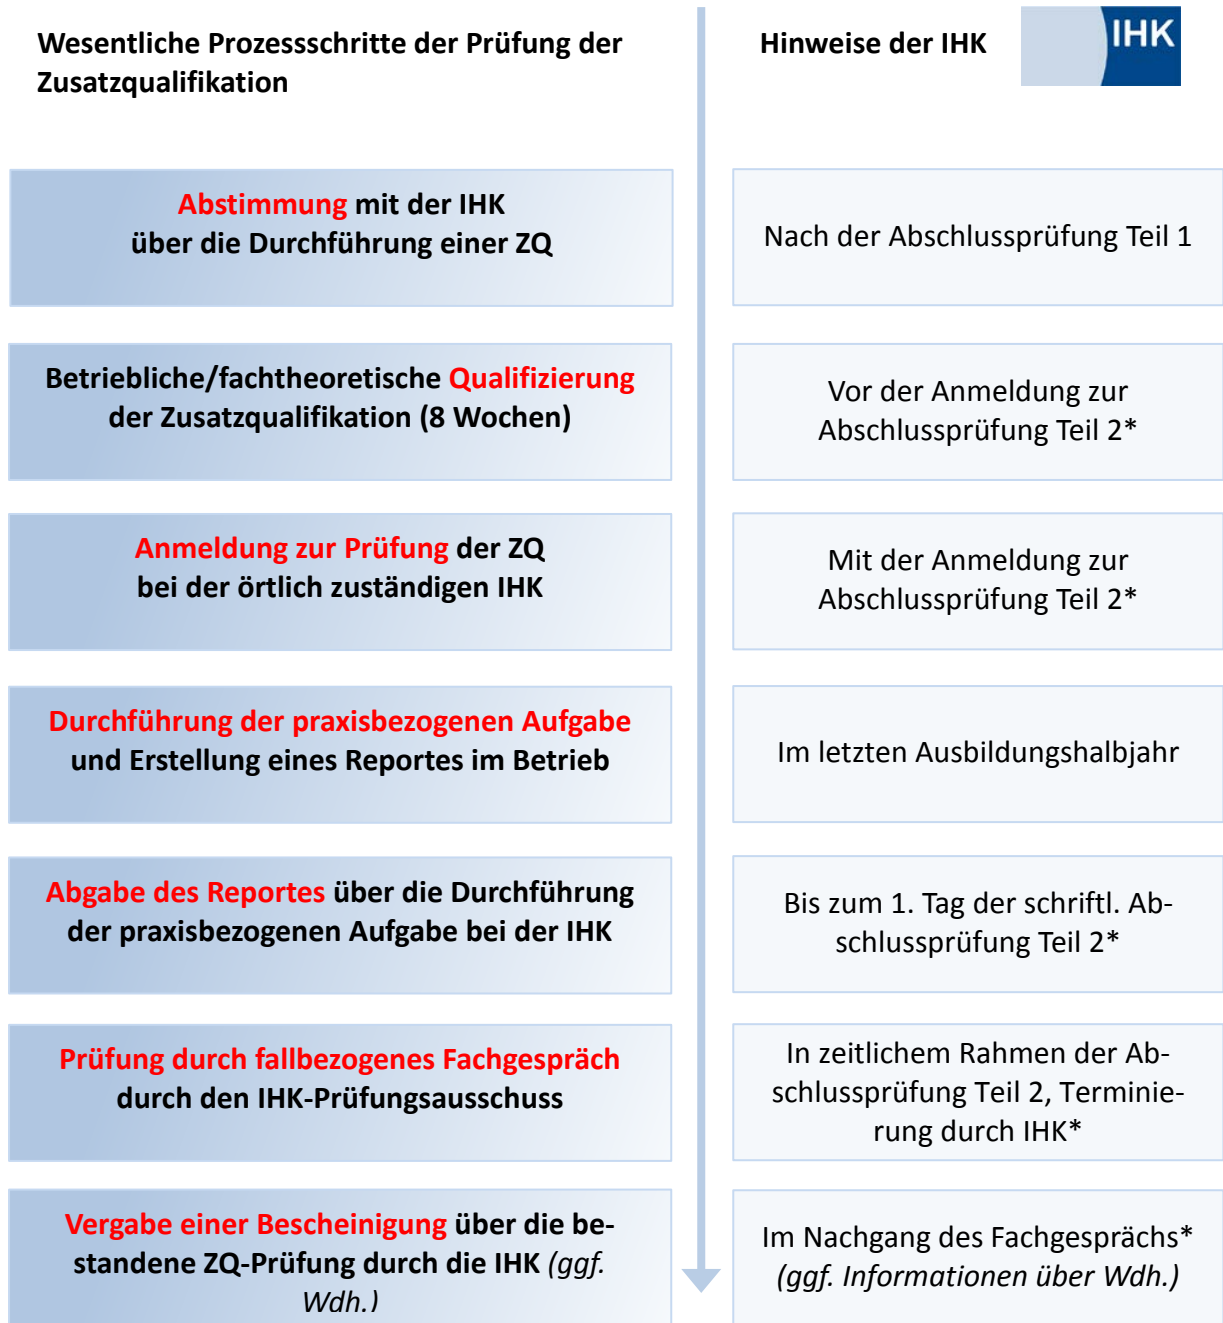 Wesentliche Prozessschritte der Prüfung der
Zusatzqualifikation
Hinweise der IHK
IHK
Abstimmung mit der IHK
über die Durchführung einer ZQ
Nach der Abschlussprüfung Teil 1
Betriebliche/fachtheoretische Qualifizierung
der Zusatzqualifikation (8 Wochen)
Vor der Anmeldung zur
Abschlussprüfung Teil 2*
Anmeldung zur Prüfung der ZQ
bei der örtlich zuständigen IHK
Mit der Anmeldung zur
Abschlussprüfung Teil 2*
Durchführung der praxisbezogenen Aufgabe
und Erstellung eines Reportes im Betrieb
Im letzten Ausbildungshalbjahr
Abgabe des Reportes über die Durchführung
der praxisbezogenen Aufgabe bei der IHK
Bis zum 1. Tag der schriftl. Ab-
schlussprüfung Teil 2*
Prüfung durch fallbezogenes Fachgespräch
durch den IHK-Prüfungsausschuss
In zeitlichem Rahmen der Ab-
schlussprüfung Teil 2, Terminie-
rung durch IHK*
Vergabe einer Bescheinigung über die be-
standene ZQ-Prüfung durch die IHK (ggf.
Wdh.)
Im Nachgang des Fachgesprächs*
(ggf. Informationen über Wdh.)